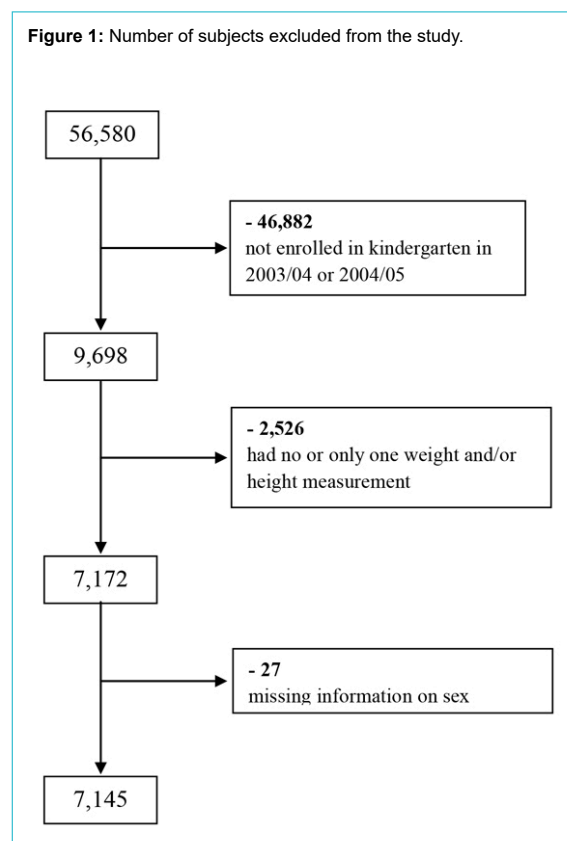 Figure 1: Number of subjects excluded from the study.
56,580
- 46,882
not enrolled in kindergarten in
2003/04 or 2004/05
9,698
- 2,526
had no or only one weight and/or
height measurement
7,172
- 27
missing information on sex
7,145